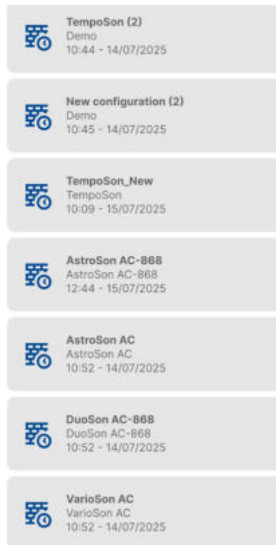 TempoSon (2)
Demo
10:44 - 14/07/2025
New configuration (2)
Demo
10:45 - 14/07/2025
TempoSon_New
TempoSon
10:09 - 15/07/2025
AstroSon AC-868
AstroSon AC-868
12:44 - 15/07/2025
AstroSon AC
AstroSon AC
10:52 - 14/07/2025
DuoSon AC-868
DuoSon AC-868
10:52 - 14/07/2025
VarioSon AC
VarioSon AC
10:52 - 14/07/2025